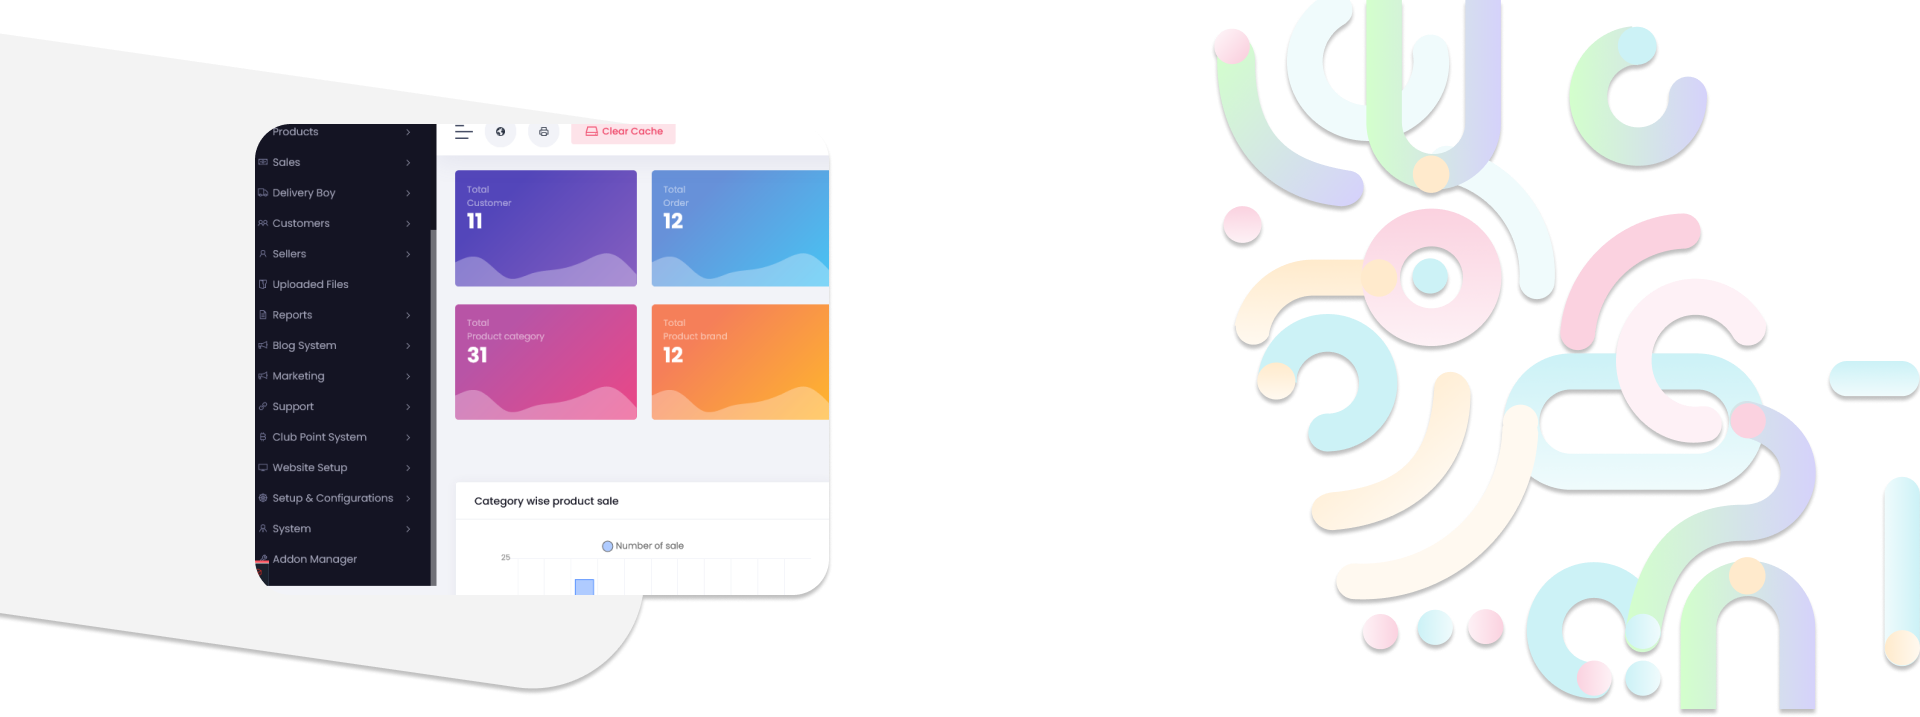 Products
Sales
Delivery Boy
Customers
Sellers
Uploaded Files
Reports
Blog System
Marketing
Support
Club Point System
Website Setup
Setup & Configurations
System
Addon Manager
Clear Cache
Total
Customer
11
Total
Order
12
Total
Product category
31
Total
Product brand
12
Category wise product sale
Number of sale
25